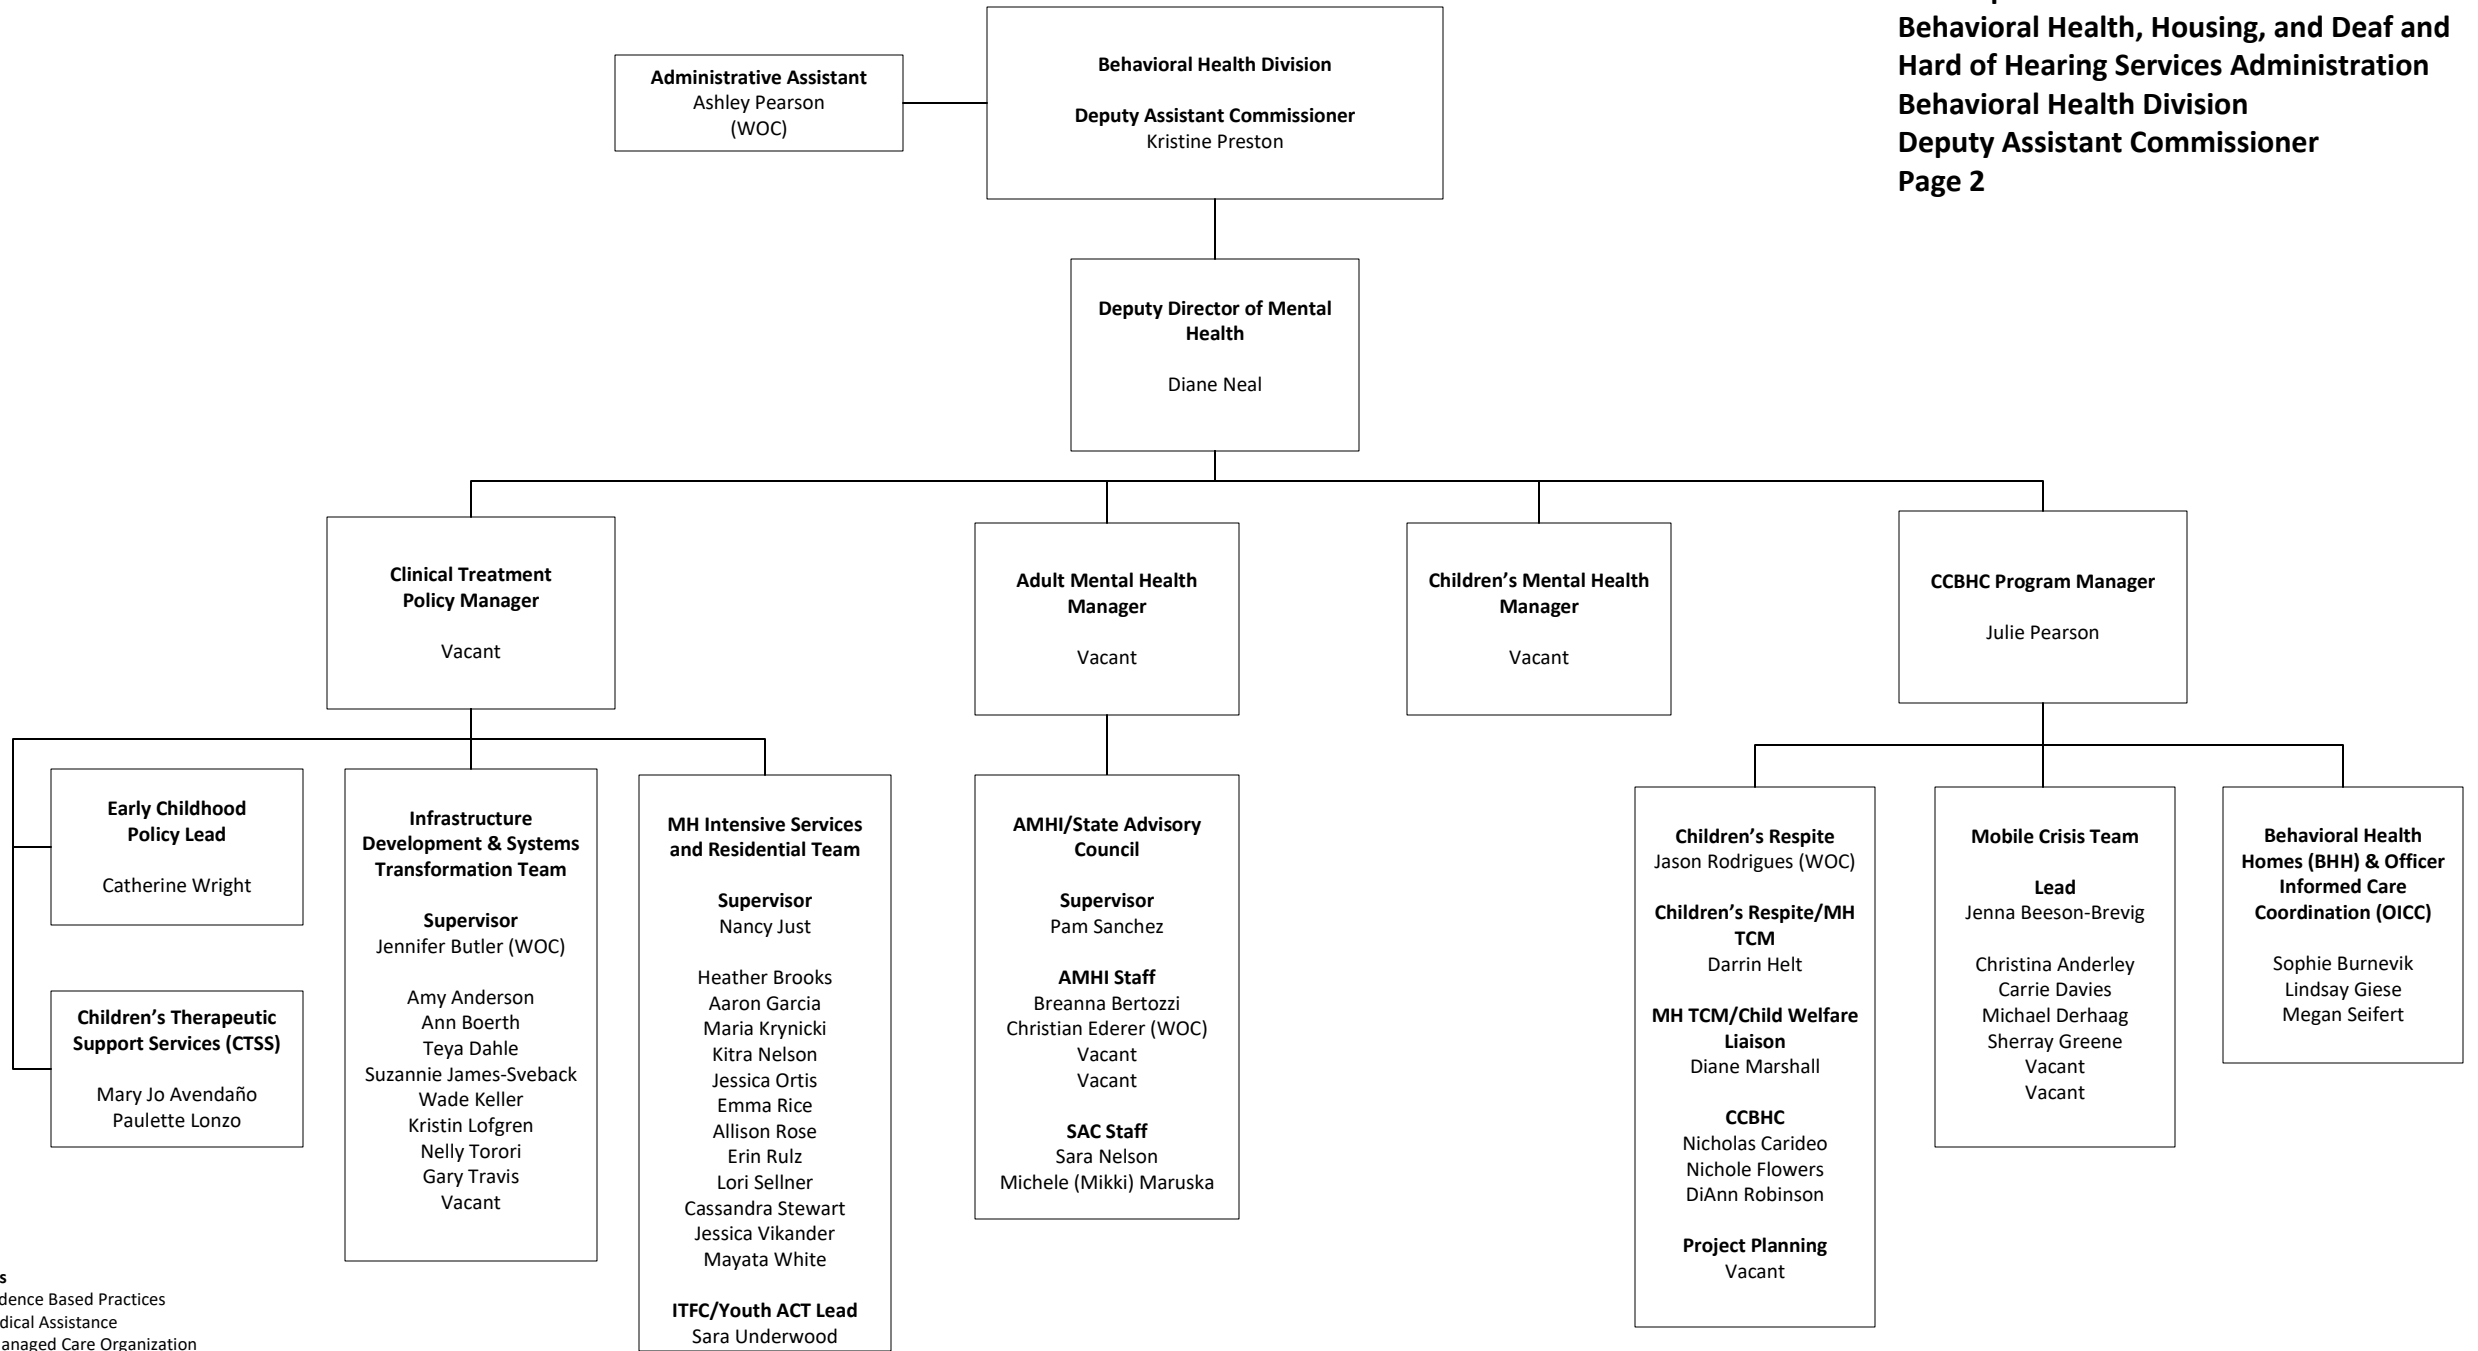 Behavioral Health, Housing, and Deaf and
Hard of Hearing Services Administration
Behavioral Health Division
Deputy Assistant Commissioner
Page 2
Administrative Assistant
Ashley Pearson
(WOC)
Behavioral Health Division
Deputy Assistant Commissioner
Kristine Preston
Deputy Director of Mental
Health
Diane Neal
Clinical Treatment
Policy Manager
Vacant
Adult Mental Health
Manager
Vacant
Children’s Mental Health
Manager
Vacant
CCBHC Program Manager
Julie Pearson
Early Childhood
Policy Lead
Catherine Wright
Children’s Therapeutic
Support Services (CTSS)
Mary Jo Avendaño
Paulette Lonzo
Infrastructure
Development & Systems
Transformation Team
Supervisor
Jennifer Butler (WOC)
Amy Anderson
Ann Boerth
Teya Dahle
Suzannie James-Sveback
Wade Keller
Kristin Lofgren
Nelly Torori
Gary Travis
Vacant
MH Intensive Services
and Residential Team
Supervisor
Nancy Just
Heather Brooks
Aaron Garcia
Maria Krynicki
Kitra Nelson
Jessica Ortis
Emma Rice
Allison Rose
Erin Rulz
Lori Sellner
Cassandra Stewart
Jessica Vikander
Mayata White
ITFC/Youth ACT Lead
Sara Underwood
AMHI/State Advisory
Council
Supervisor
Pam Sanchez
AMHI Staff
Breanna Bertozzi
Christian Ederer (WOC)
Vacant
Vacant
SAC Staff
Sara Nelson
Michele (Mikki) Maruska
Children’s Respite
Jason Rodrigues (WOC)
Children’s Respite/MH
TCM
Darrin Helt
MH TCM/Child Welfare
Liaison
Diane Marshall
CCBHC
Nicholas Carideo
Nichole Flowers
DiAnn Robinson
Project Planning
Vacant
Mobile Crisis Team
Lead
Jenna Beeson-Brevig
Christina Anderley
Carrie Davies
Michael Derhaag
Sherray Greene
Vacant
Vacant
Behavioral Health
Homes (BHH) & Officer
Informed Care
Coordination (OICC)
Sophie Burnevik
Lindsay Giese
Megan Seifert
Based Practices
Assistance
Care Organization